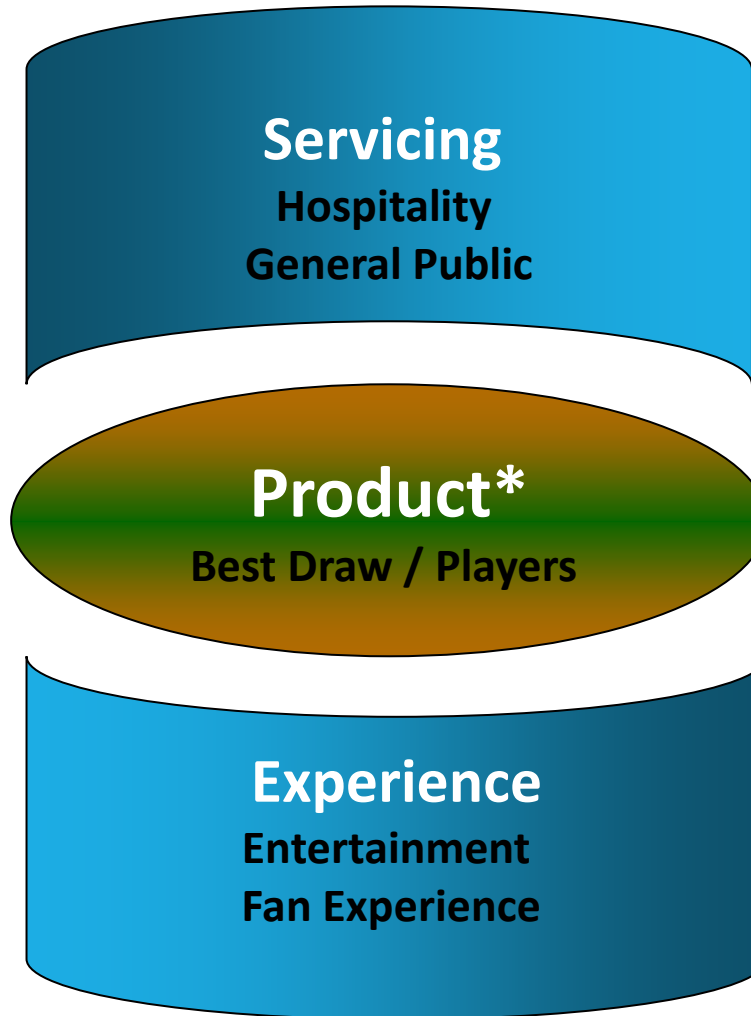 Servicing
Hospitality
General Public
Product*
Best Draw / Players
Experience
Entertainment
Fan Experience